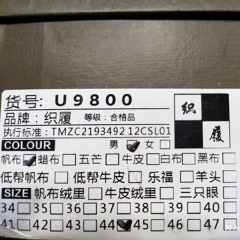 货号: U9800
品牌: 织履 等级: 合格品
执行标准: TMZC2193492 12CSL01
织履
COLOUR 男 女
帆布 蜡布 五芒 牛皮 白布 黑布
低帮帆布 低帮牛皮 乐福 羊头
SIZE 帆布绒里 牛皮绒里 三只眼
34 35 36 37 38 39 40
41 42 43 44 45 46 47